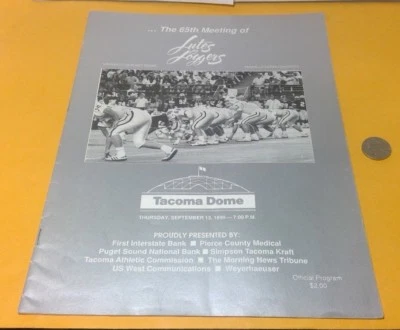 ... The 63th Meeting of
Lutes
Loggers
Tacoma Dome
THURSDAY, SEPTEMBER 13, 1990 — 7:00 P.M.
PROUDLY PRESENTED BY:
First Interstate Bank ■ Pierce County Medical
Puget Sound National Bank ■ Simpson Tacoma Kraft
Tacoma Athletic Commission ■ The Morning News Tribune
US West Communications ■ Weyerhaeuser
Official Program
$2.00